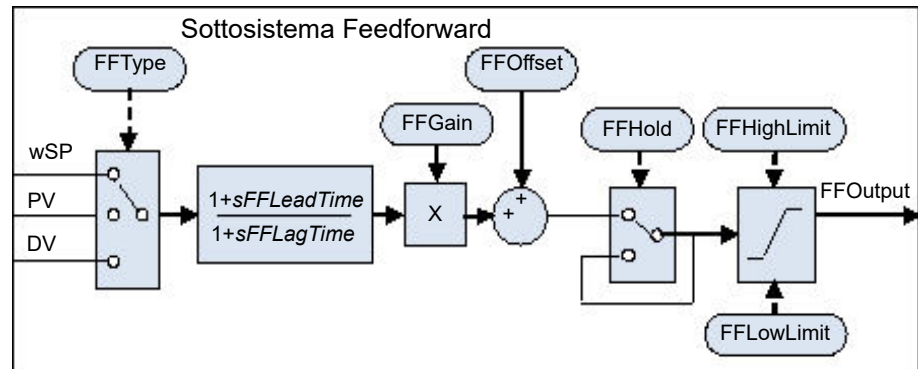 Sottosistema Feedforward
FFType
FFOffset
FFGain
FFHold
FFHighLimit
wSP
PV
DV
1+sFFLeadTime
1+sFFLagTime
X
+
+
FFOutput
FFLowLimit